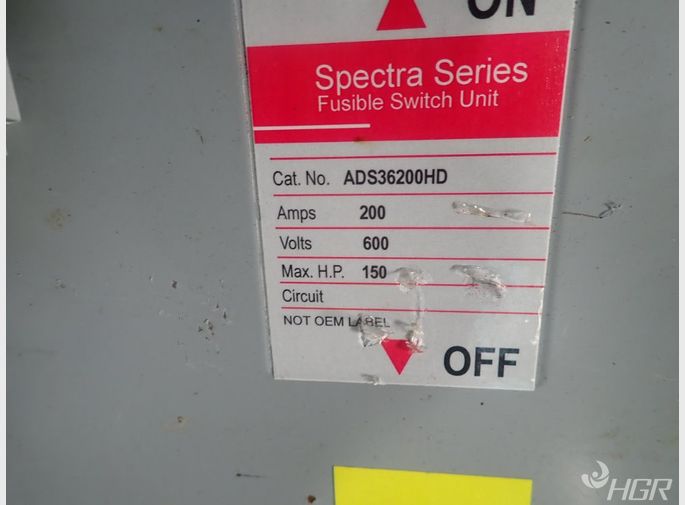 ON
Spectra Series
Fusible Switch Unit
Cat. No. ADS36200HD
Amps 200
Volts 600
Max. H.P. 150
Circuit
NOT OEM LABEL
OFF
HGR